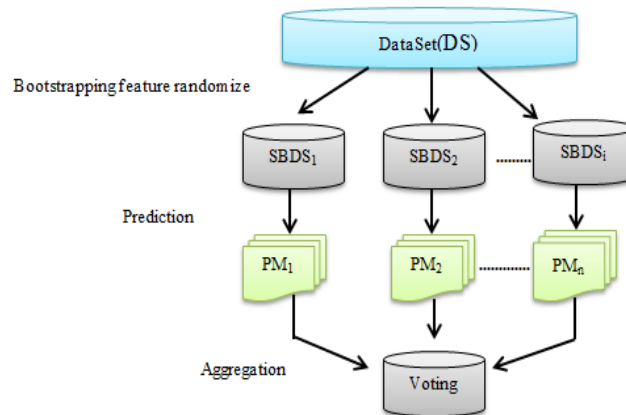 DataSet(DS)
Bootstrapping feature randomize
SBDS₁ SBDS₂ .......... SBDSᵢ
Prediction
PM₁ PM₂ ............. PMₙ
Aggregation
Voting